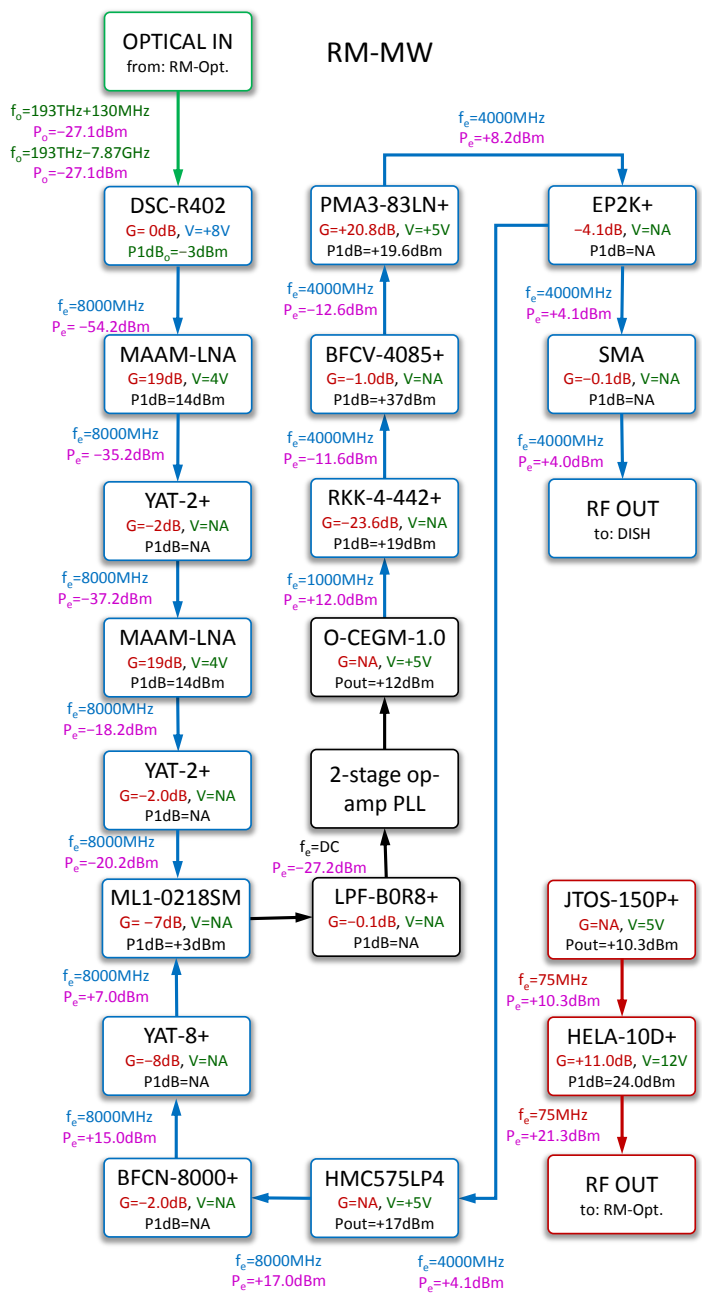 RM-MW
OPTICAL IN
from: RM-Opt.
fₒ=193THz+130MHz
Pₒ=−27.1dBm
fₒ=193THz−7.87GHz
Pₒ=−27.1dBm
DSC-R402
G= 0dB, V=+8V
P1dBₒ=−3dBm
fₑ=8000MHz
Pₑ= −54.2dBm
MAAM-LNA
G=19dB, V=4V
P1dB=14dBm
fₑ=8000MHz
Pₑ= −35.2dBm
YAT-2+
G=−2dB, V=NA
P1dB=NA
fₑ=8000MHz
Pₑ=−37.2dBm
MAAM-LNA
G=19dB, V=4V
P1dB=14dBm
fₑ=8000MHz
Pₑ=−18.2dBm
YAT-2+
G=−2.0dB, V=NA
P1dB=NA
fₑ=8000MHz
Pₑ=−20.2dBm
ML1-0218SM
G= −7dB, V=NA
P1dB=+3dBm
fₑ=8000MHz
Pₑ=+7.0dBm
YAT-8+
G=−8dB, V=NA
P1dB=NA
fₑ=8000MHz
Pₑ=+15.0dBm
BFCN-8000+
G=−2.0dB, V=NA
P1dB=NA
fₑ=8000MHz
Pₑ=+17.0dBm
fₑ=4000MHz
Pₑ=+8.2dBm
PMA3-83LN+
G=+20.8dB, V=+5V
P1dB=+19.6dBm
fₑ=4000MHz
Pₑ=−12.6dBm
BFCV-4085+
G=−1.0dB, V=NA
P1dB=+37dBm
fₑ=4000MHz
Pₑ=−11.6dBm
RKK-4-442+
G=−23.6dB, V=NA
P1dB=+19dBm
fₑ=1000MHz
Pₑ=+12.0dBm
O-CEGM-1.0
G=NA, V=+5V
Pout=+12dBm
2-stage op-
amp PLL
fₑ=DC
Pₑ=−27.2dBm
LPF-B0R8+
G=−0.1dB, V=NA
P1dB=NA
HMC575LP4
G=NA, V=+5V
Pout=+17dBm
fₑ=4000MHz
Pₑ=+4.1dBm
EP2K+
−4.1dB, V=NA
P1dB=NA
fₑ=4000MHz
Pₑ=+4.1dBm
SMA
G=−0.1dB, V=NA
P1dB=NA
fₑ=4000MHz
Pₑ=+4.0dBm
RF OUT
to: DISH
JTOS-150P+
G=NA, V=5V
Pout=+10.3dBm
fₑ=75MHz
Pₑ=+10.3dBm
HELA-10D+
G=+11.0dB, V=12V
P1dB=24.0dBm
fₑ=75MHz
Pₑ=+21.3dBm
RF OUT
to: RM-Opt.